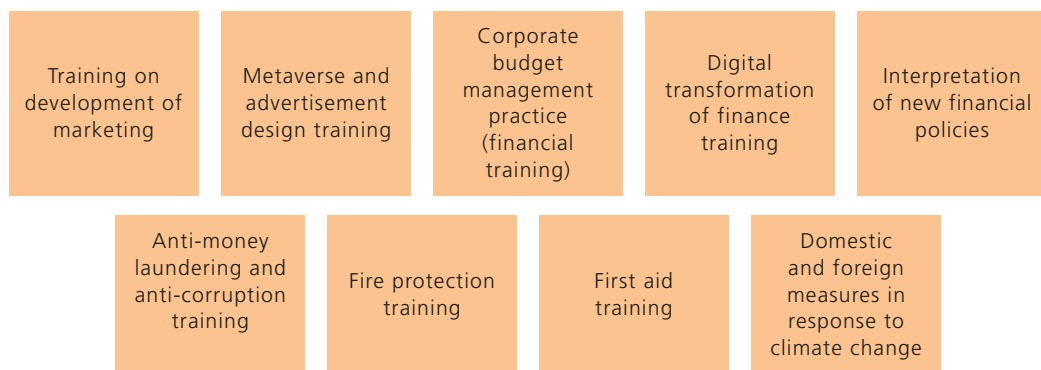 Training on
development of
marketing
Metaverse and
advertisement
design training
Corporate
budget
management
practice
(financial
training)
Digital
transformation
of finance
training
Interpretation
of new financial
policies
Anti-money
laundering and
anti-corruption
training
Fire protection
training
First aid
training
Domestic
and foreign
measures in
response to
climate change